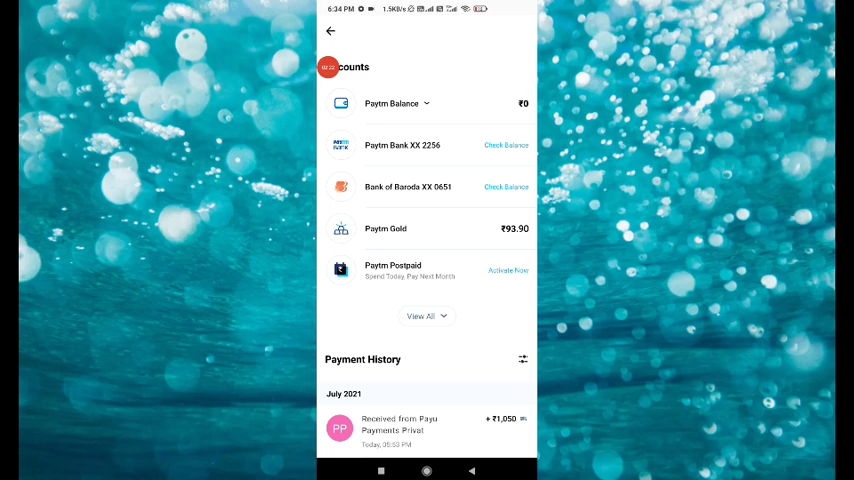 6:34 PM 1.5KB/s
counts
Paytm Balance ₹0
Paytm Bank XX 2256 Check Balance
Bank of Baroda XX 0651 Check Balance
Paytm Gold ₹93.90
Paytm Postpaid
Spend Today, Pay Next Month Activate Now
View All
Payment History
July 2021
Received from Payu + ₹1,050
PP Payments Privat
Today, 05:53 PM